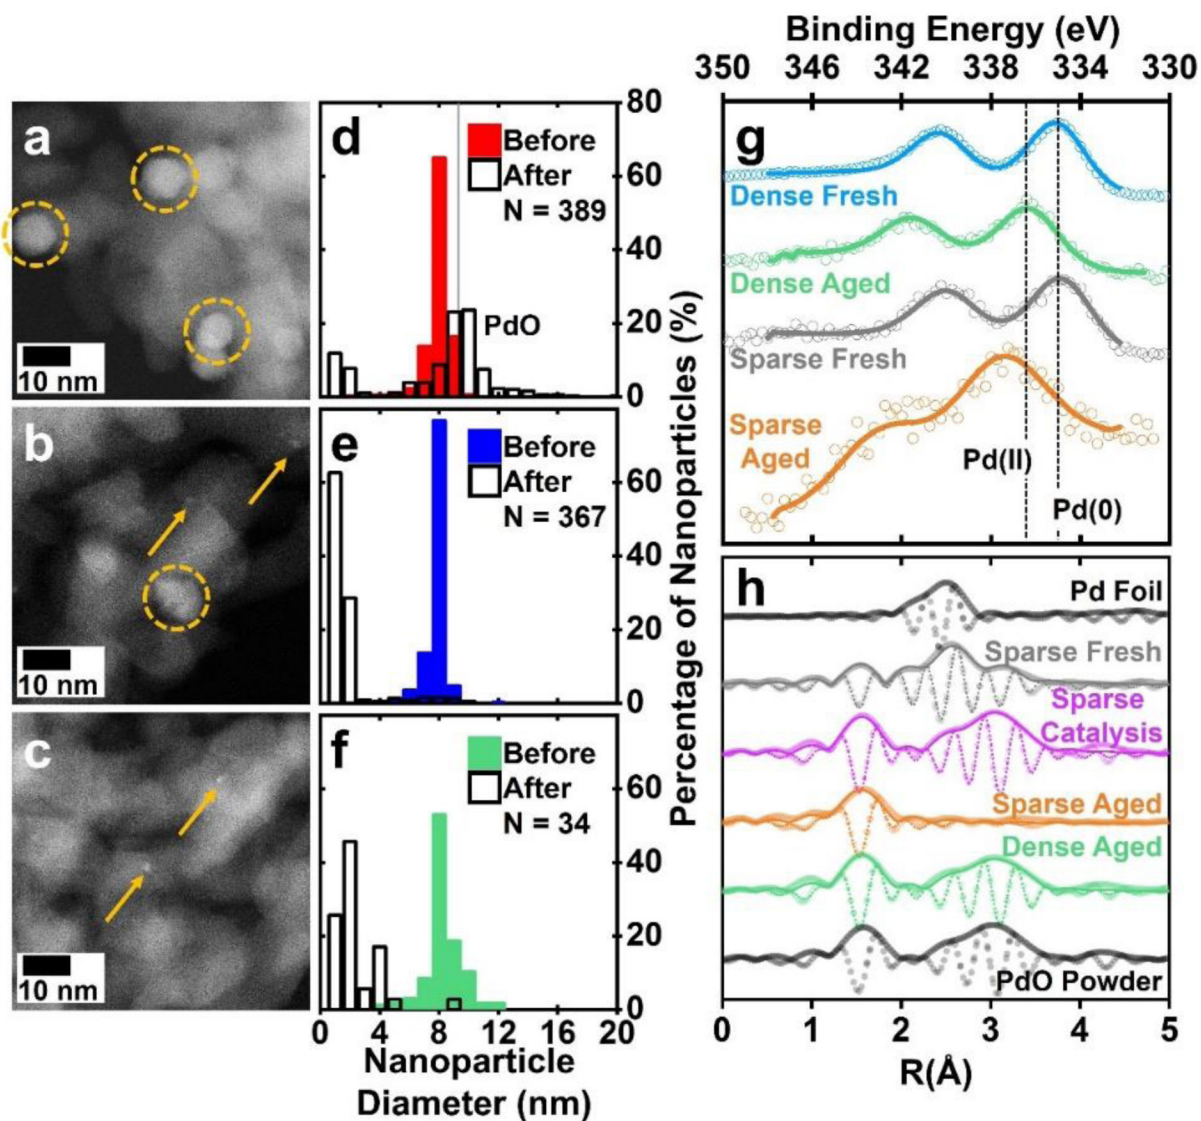 Binding Energy (eV)
350 346 342 338 334 330
a
10 nm
b
10 nm
c
10 nm
d
Before
After
N = 389
PdO
80
60
40
20
0
e
Before
After
N = 367
60
40
20
0
f
Before
After
N = 34
60
40
20
0
0 4 8 12 16 20
Nanoparticle
Diameter (nm)
Percentage of Nanoparticles (%)
g
Dense Fresh
Dense Aged
Sparse Fresh
Sparse
Aged
Pd(II)
Pd(0)
h
Pd Foil
Sparse Fresh
Sparse
Catalysis
Sparse Aged
Dense Aged
PdO Powder
0 1 2 3 4 5
R(Å)